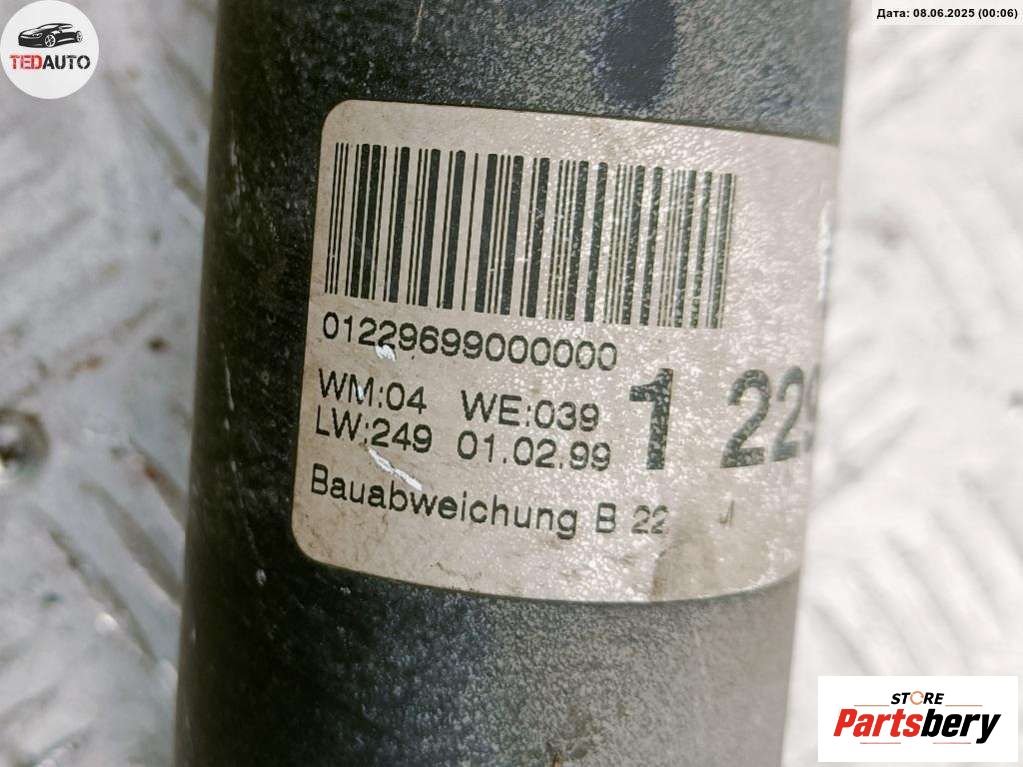 Дата: 08.06.2025 (00:06)
TEDAUTO
01229699000000
WM:04 WE:039
LW:249 01.02.99
1 229
Bauabweichung B 22
STORE
Partsbery